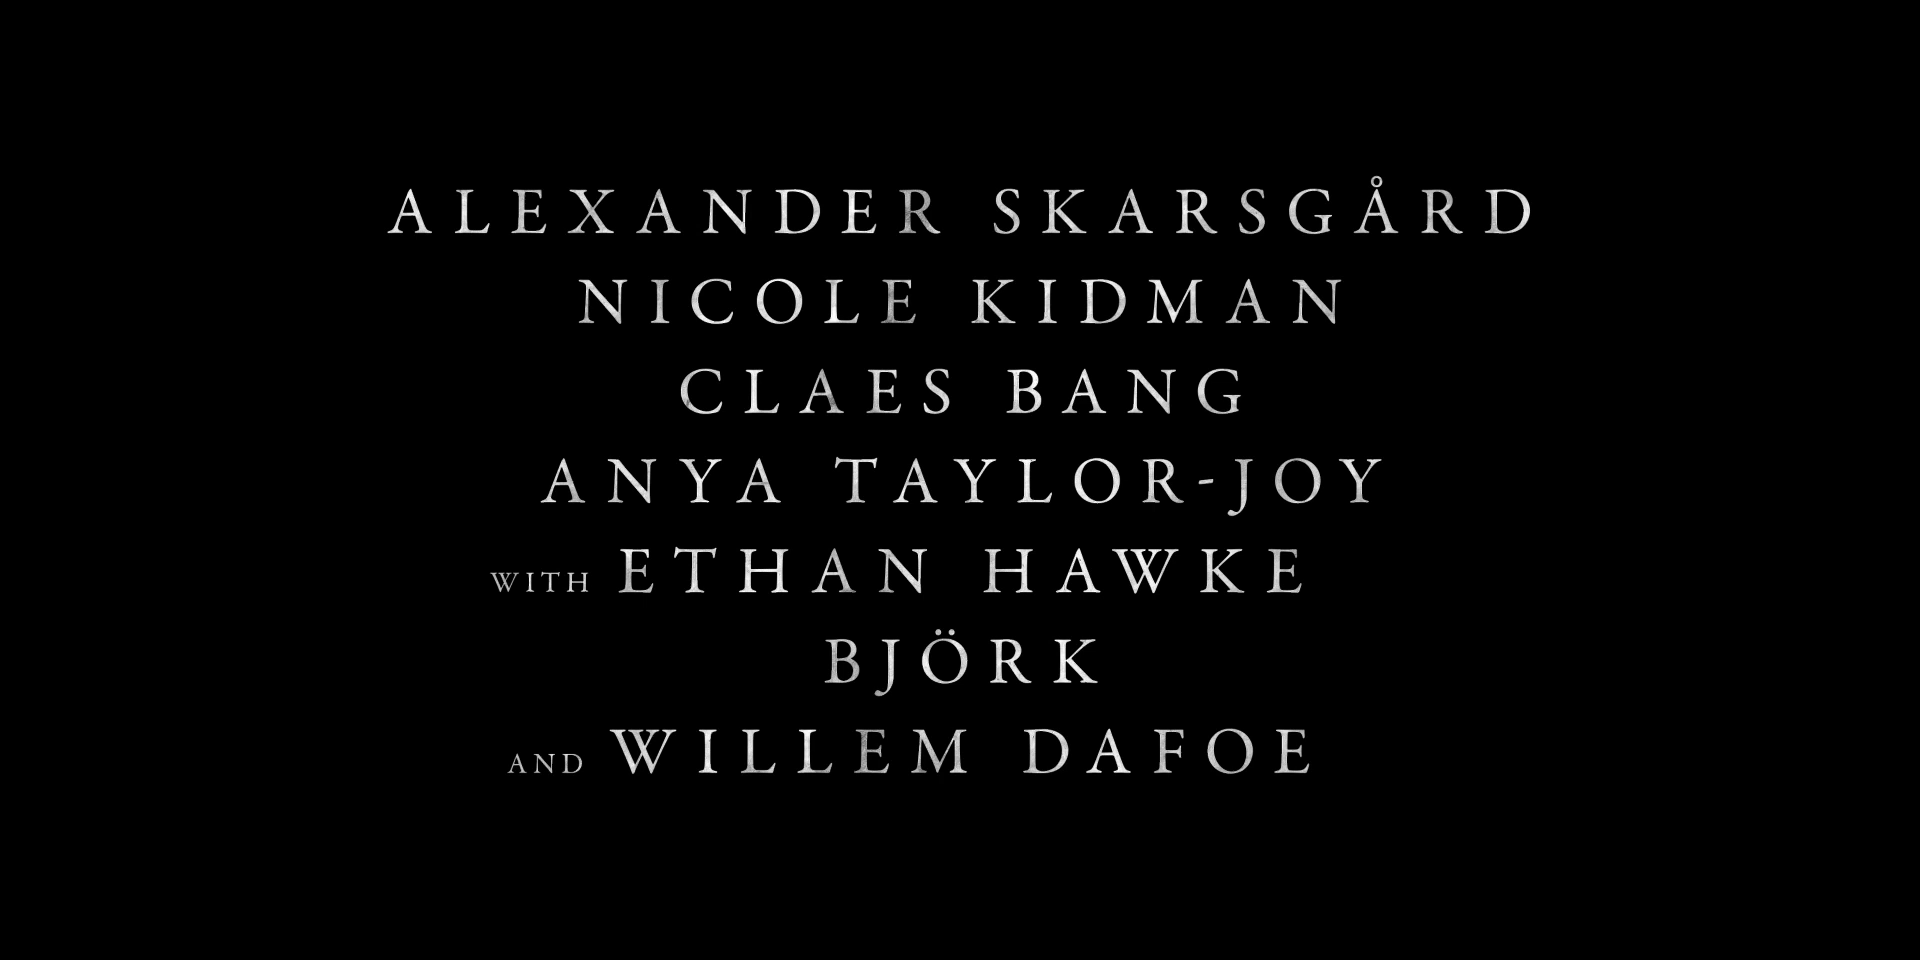 ALEXANDER SKARSGÅRD
NICOLE KIDMAN
CLAES BANG
ANYA TAYLOR-JOY
WITH ETHAN HAWKE
BJÖRK
AND WILLEM DAFOE